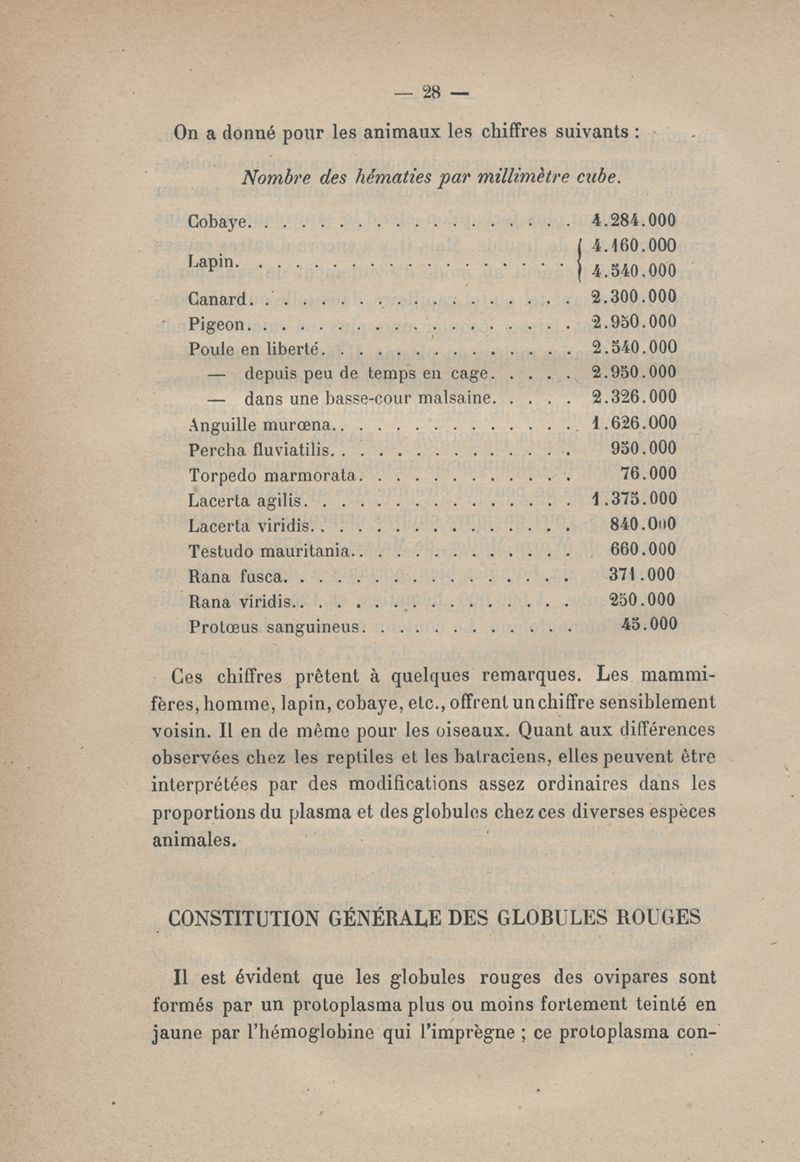 — 28 —
On a donné pour les animaux les chiffres suivants :
Nombre des hématies par millimètre cube.
Cobaye. . . . . . . . . . . . . . . . . . 4.284.000
Lapin. . . . . . . . . . . . . . . . . . { 4.160.000
4.540.000
Canard. . . . . . . . . . . . . . . . . . 2.300.000
Pigeon. . . . . . . . . . . . . . . . . . 2.950.000
Poule en liberté. . . . . . . . . . . . . . 2.540.000
— depuis peu de temps en cage. . . . . 2.950.000
— dans une basse-cour malsaine. . . . . 2.326.000
Anguille murœna. . . . . . . . . . . . . . 1.626.000
Percha fluviatilis. . . . . . . . . . . . . . 950.000
Torpedo marmorata. . . . . . . . . . . . 76.000
Lacerta agilis. . . . . . . . . . . . . . . 1.375.000
Lacerta viridis. . . . . . . . . . . . . . . 840.000
Testudo mauritania. . . . . . . . . . . . . 660.000
Rana fusca. . . . . . . . . . . . . . . . 371.000
Rana viridis. . . . . . . . . . . . . . . . 250.000
Protœus sanguineus. . . . . . . . . . . . 45.000
Ces chiffres prêtent à quelques remarques. Les mammi-
fères, homme, lapin, cobaye, etc., offrent un chiffre sensiblement
voisin. Il en de même pour les oiseaux. Quant aux différences
observées chez les reptiles et les batraciens, elles peuvent être
interprétées par des modifications assez ordinaires dans les
proportions du plasma et des globules chez ces diverses espèces
animales.
CONSTITUTION GÉNÉRALE DES GLOBULES ROUGES
Il est évident que les globules rouges des ovipares sont
formés par un protoplasma plus ou moins fortement teinté en
jaune par l'hémoglobine qui l'imprègne ; ce protoplasma con-